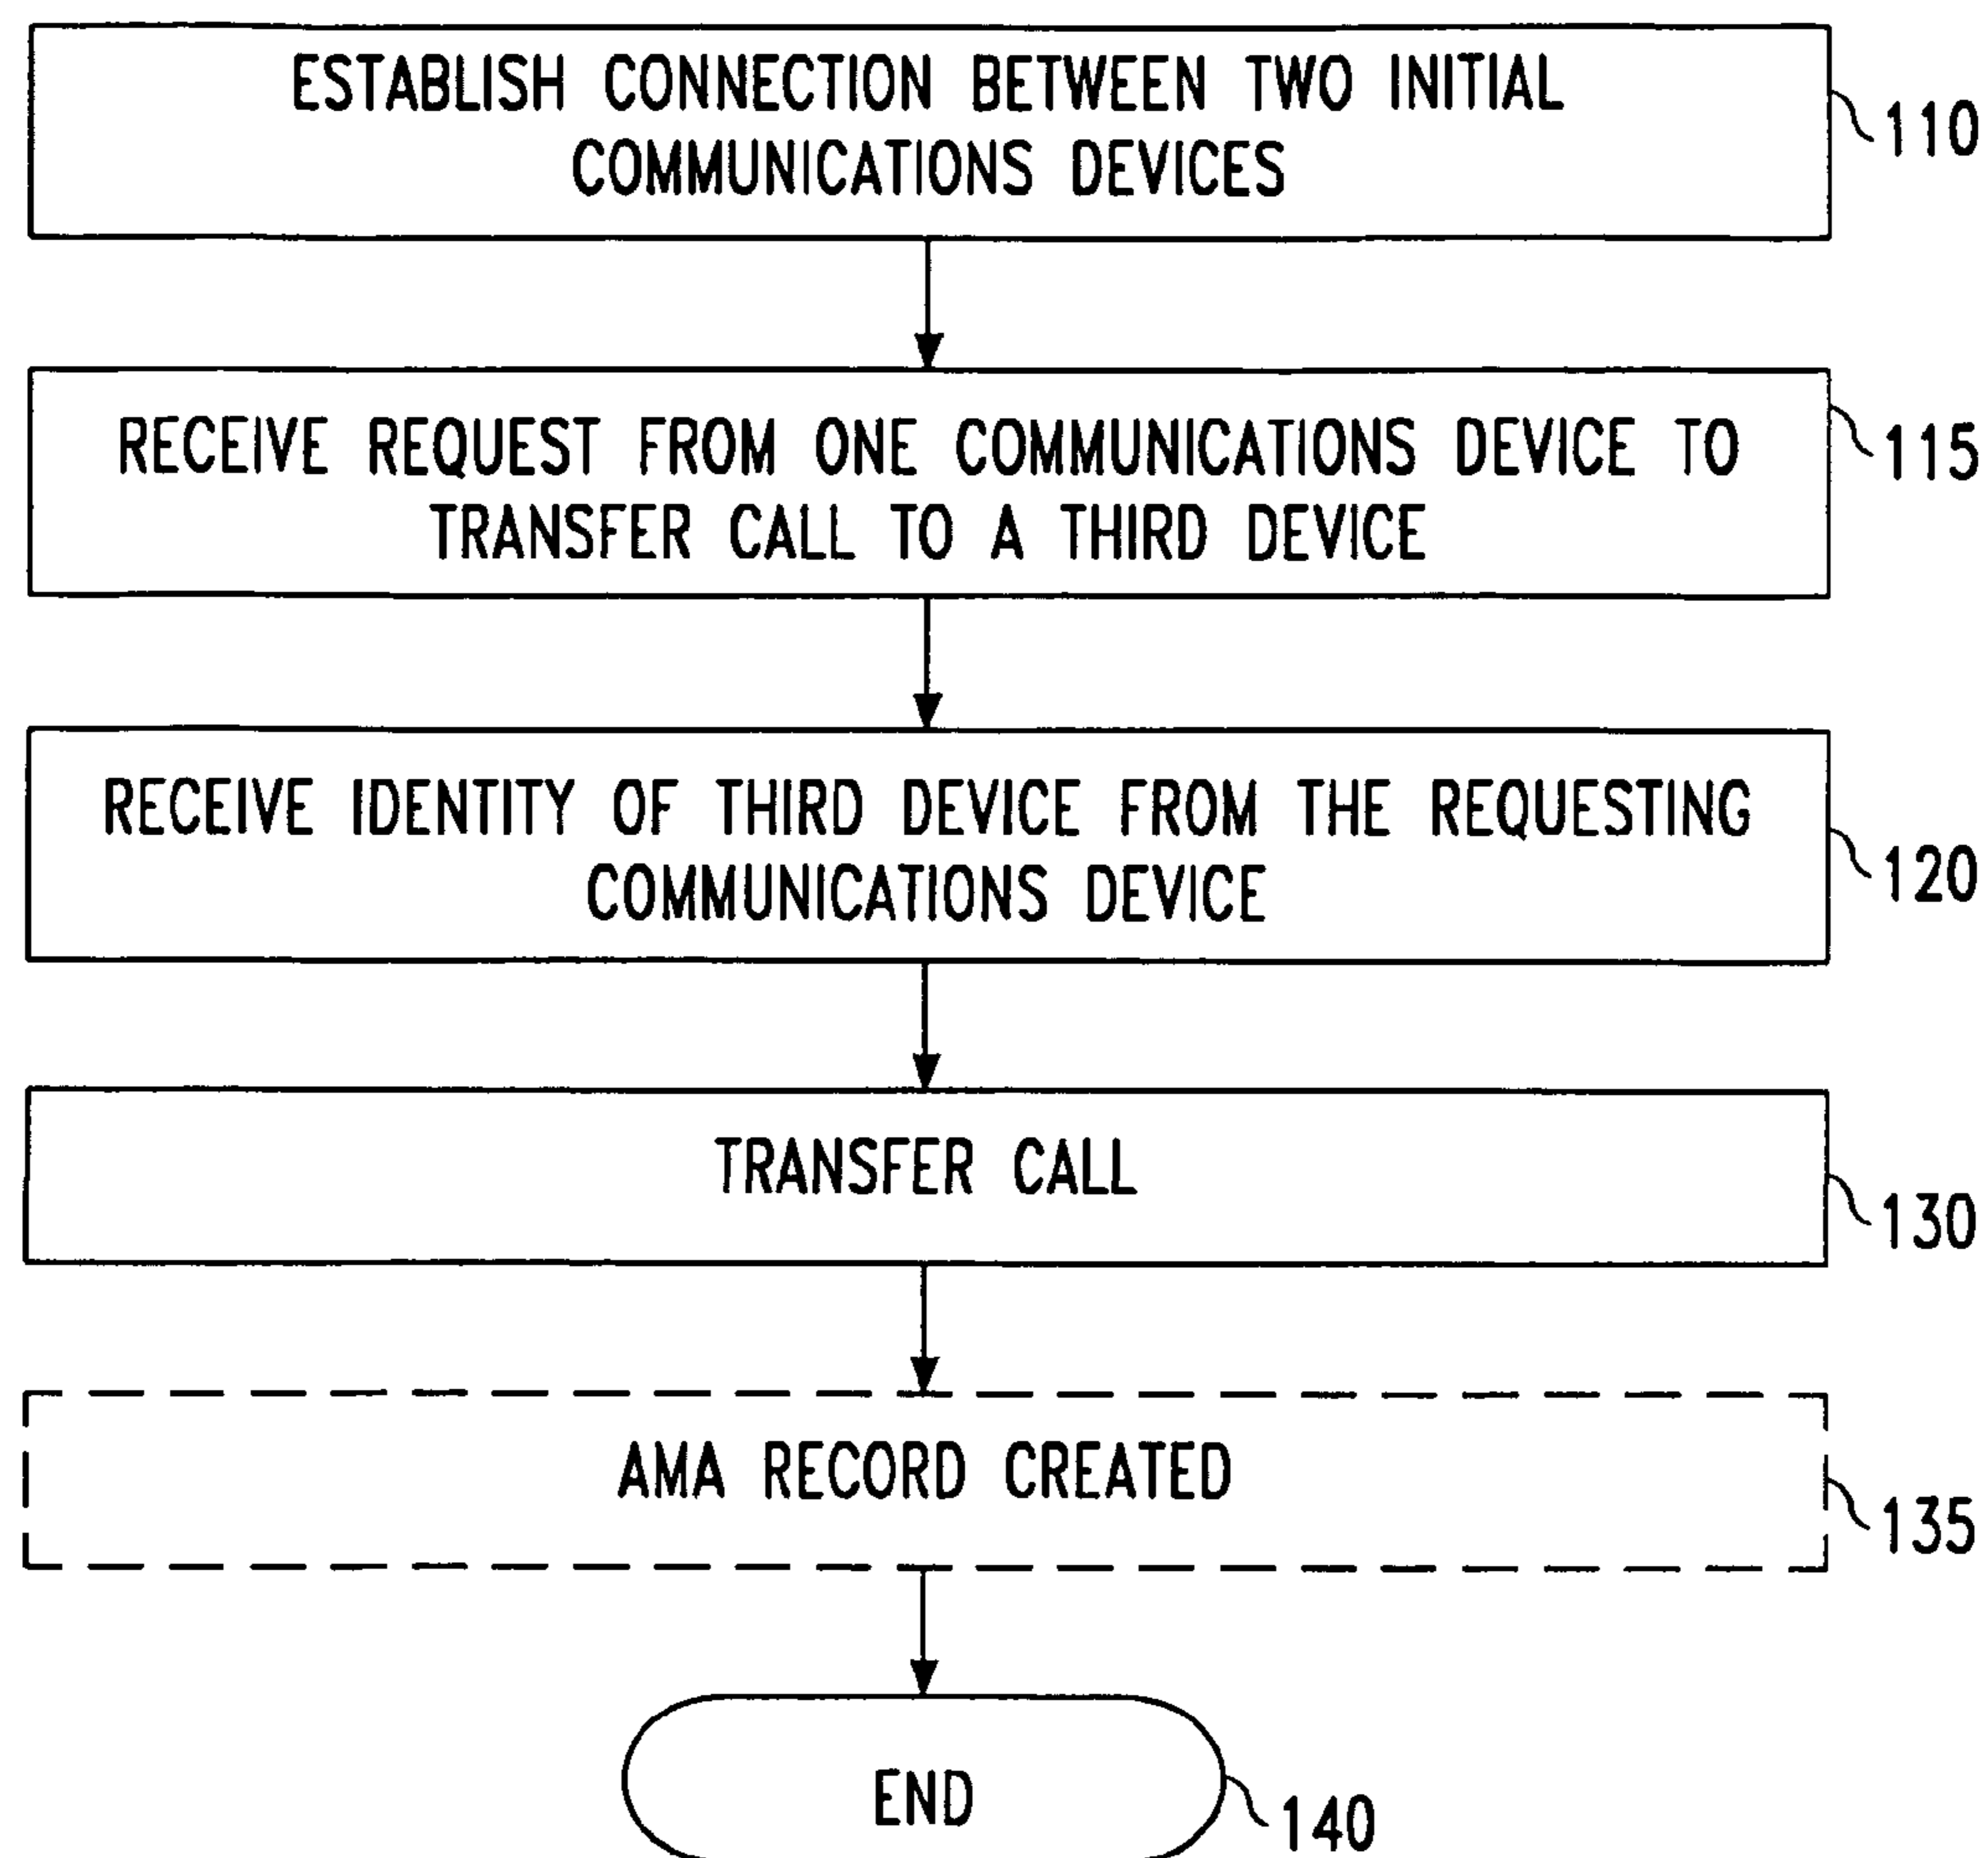 ESTABLISH CONNECTION BETWEEN TWO INITIAL
COMMUNICATIONS DEVICES
110
RECEIVE REQUEST FROM ONE COMMUNICATIONS DEVICE TO
TRANSFER CALL TO A THIRD DEVICE
115
RECEIVE IDENTITY OF THIRD DEVICE FROM THE REQUESTING
COMMUNICATIONS DEVICE
120
TRANSFER CALL
130
AMA RECORD CREATED
135
END
140